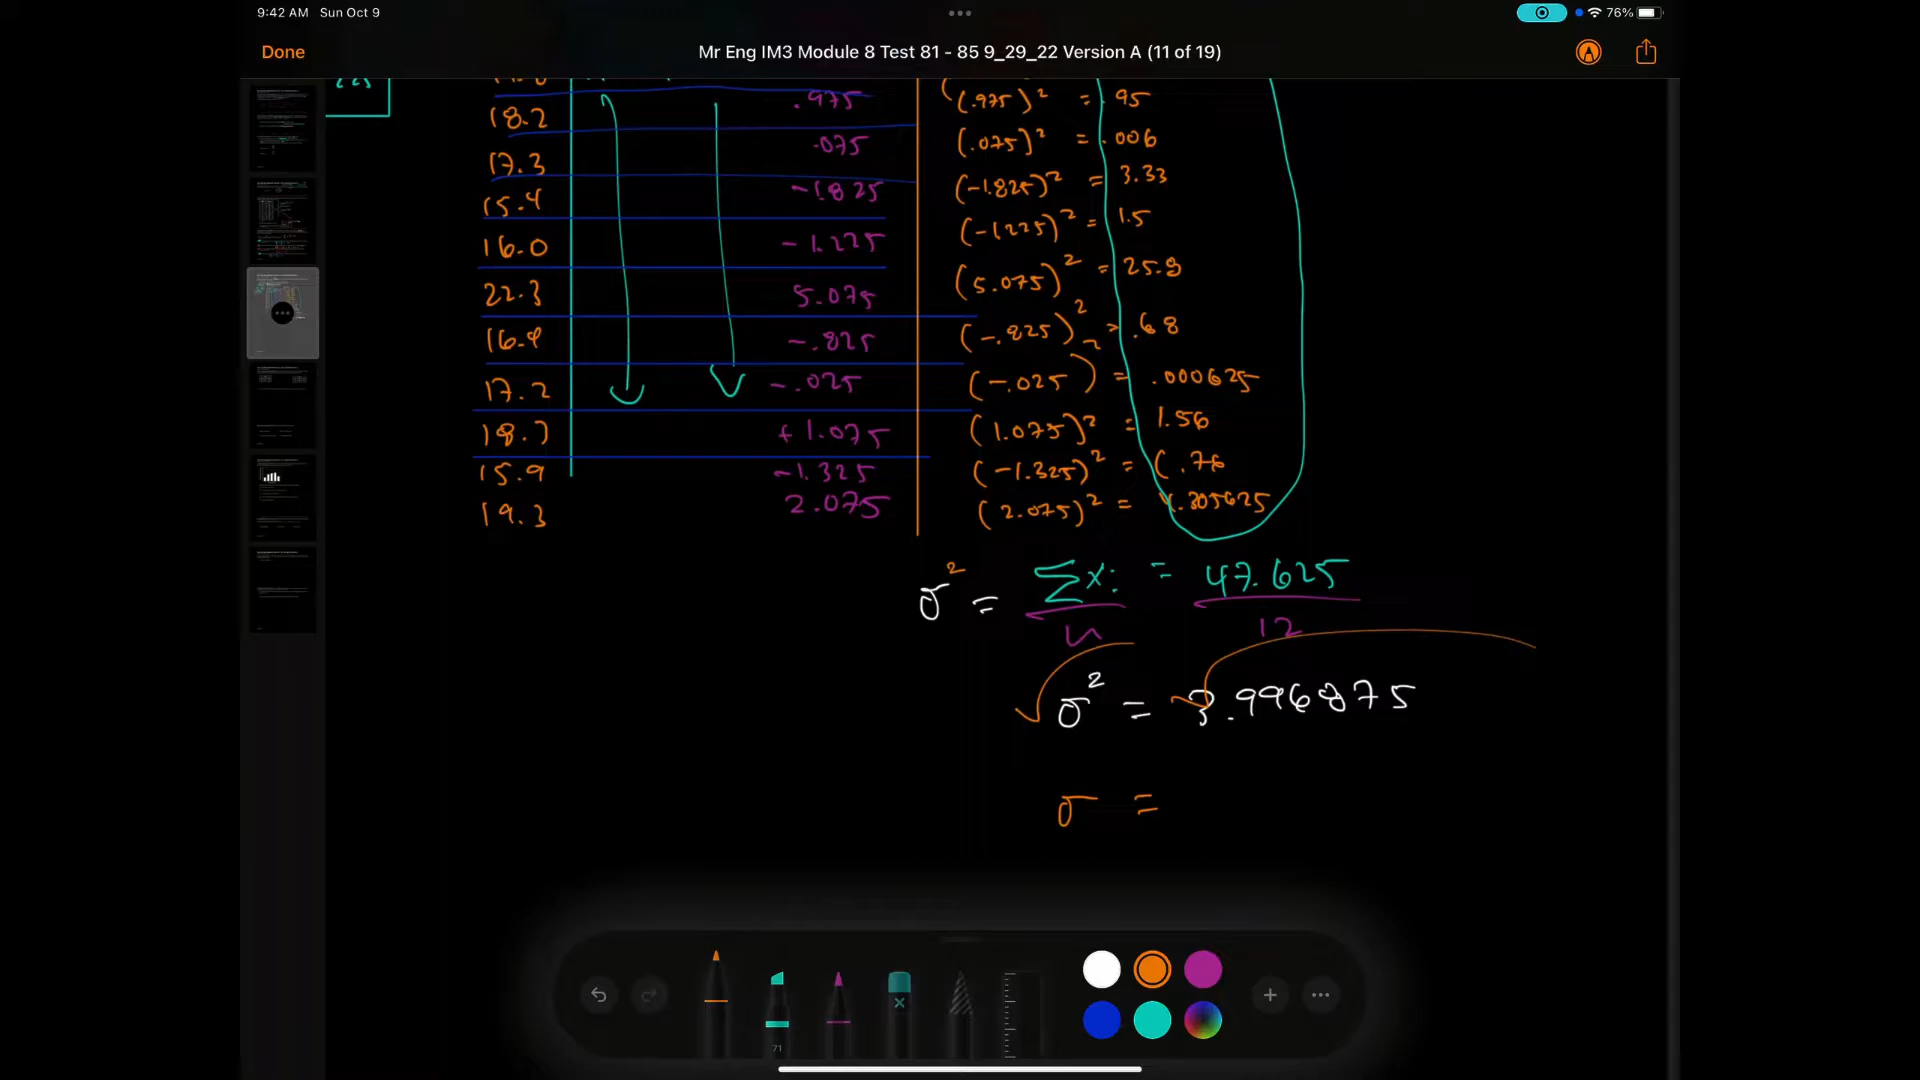 9:42 AM Sun Oct 9
76%
Done
Mr Eng IM3 Module 8 Test 81 - 85 9_29_22 Version A (11 of 19)
225
18.2 .975 (.975)² = .95
17.3 .075 (.075)² = .006
15.4 -1.825 (-1.825)² = 3.33
16.0 -1.225 (-1.225)² = 1.5
22.3 5.075 (5.075)² = 25.8
16.4 -.825 (-.825)² = .68
17.2 -.025 (-.025)² = .000625
18.7 +1.075 (1.075)² = 1.56
15.9 -1.325 (-1.325)² = 1.76
19.3 2.075 (2.075)² = 4.305625
σ² = Σxi / N = 47.625 / 12
√σ² = √3.996875
σ =
71